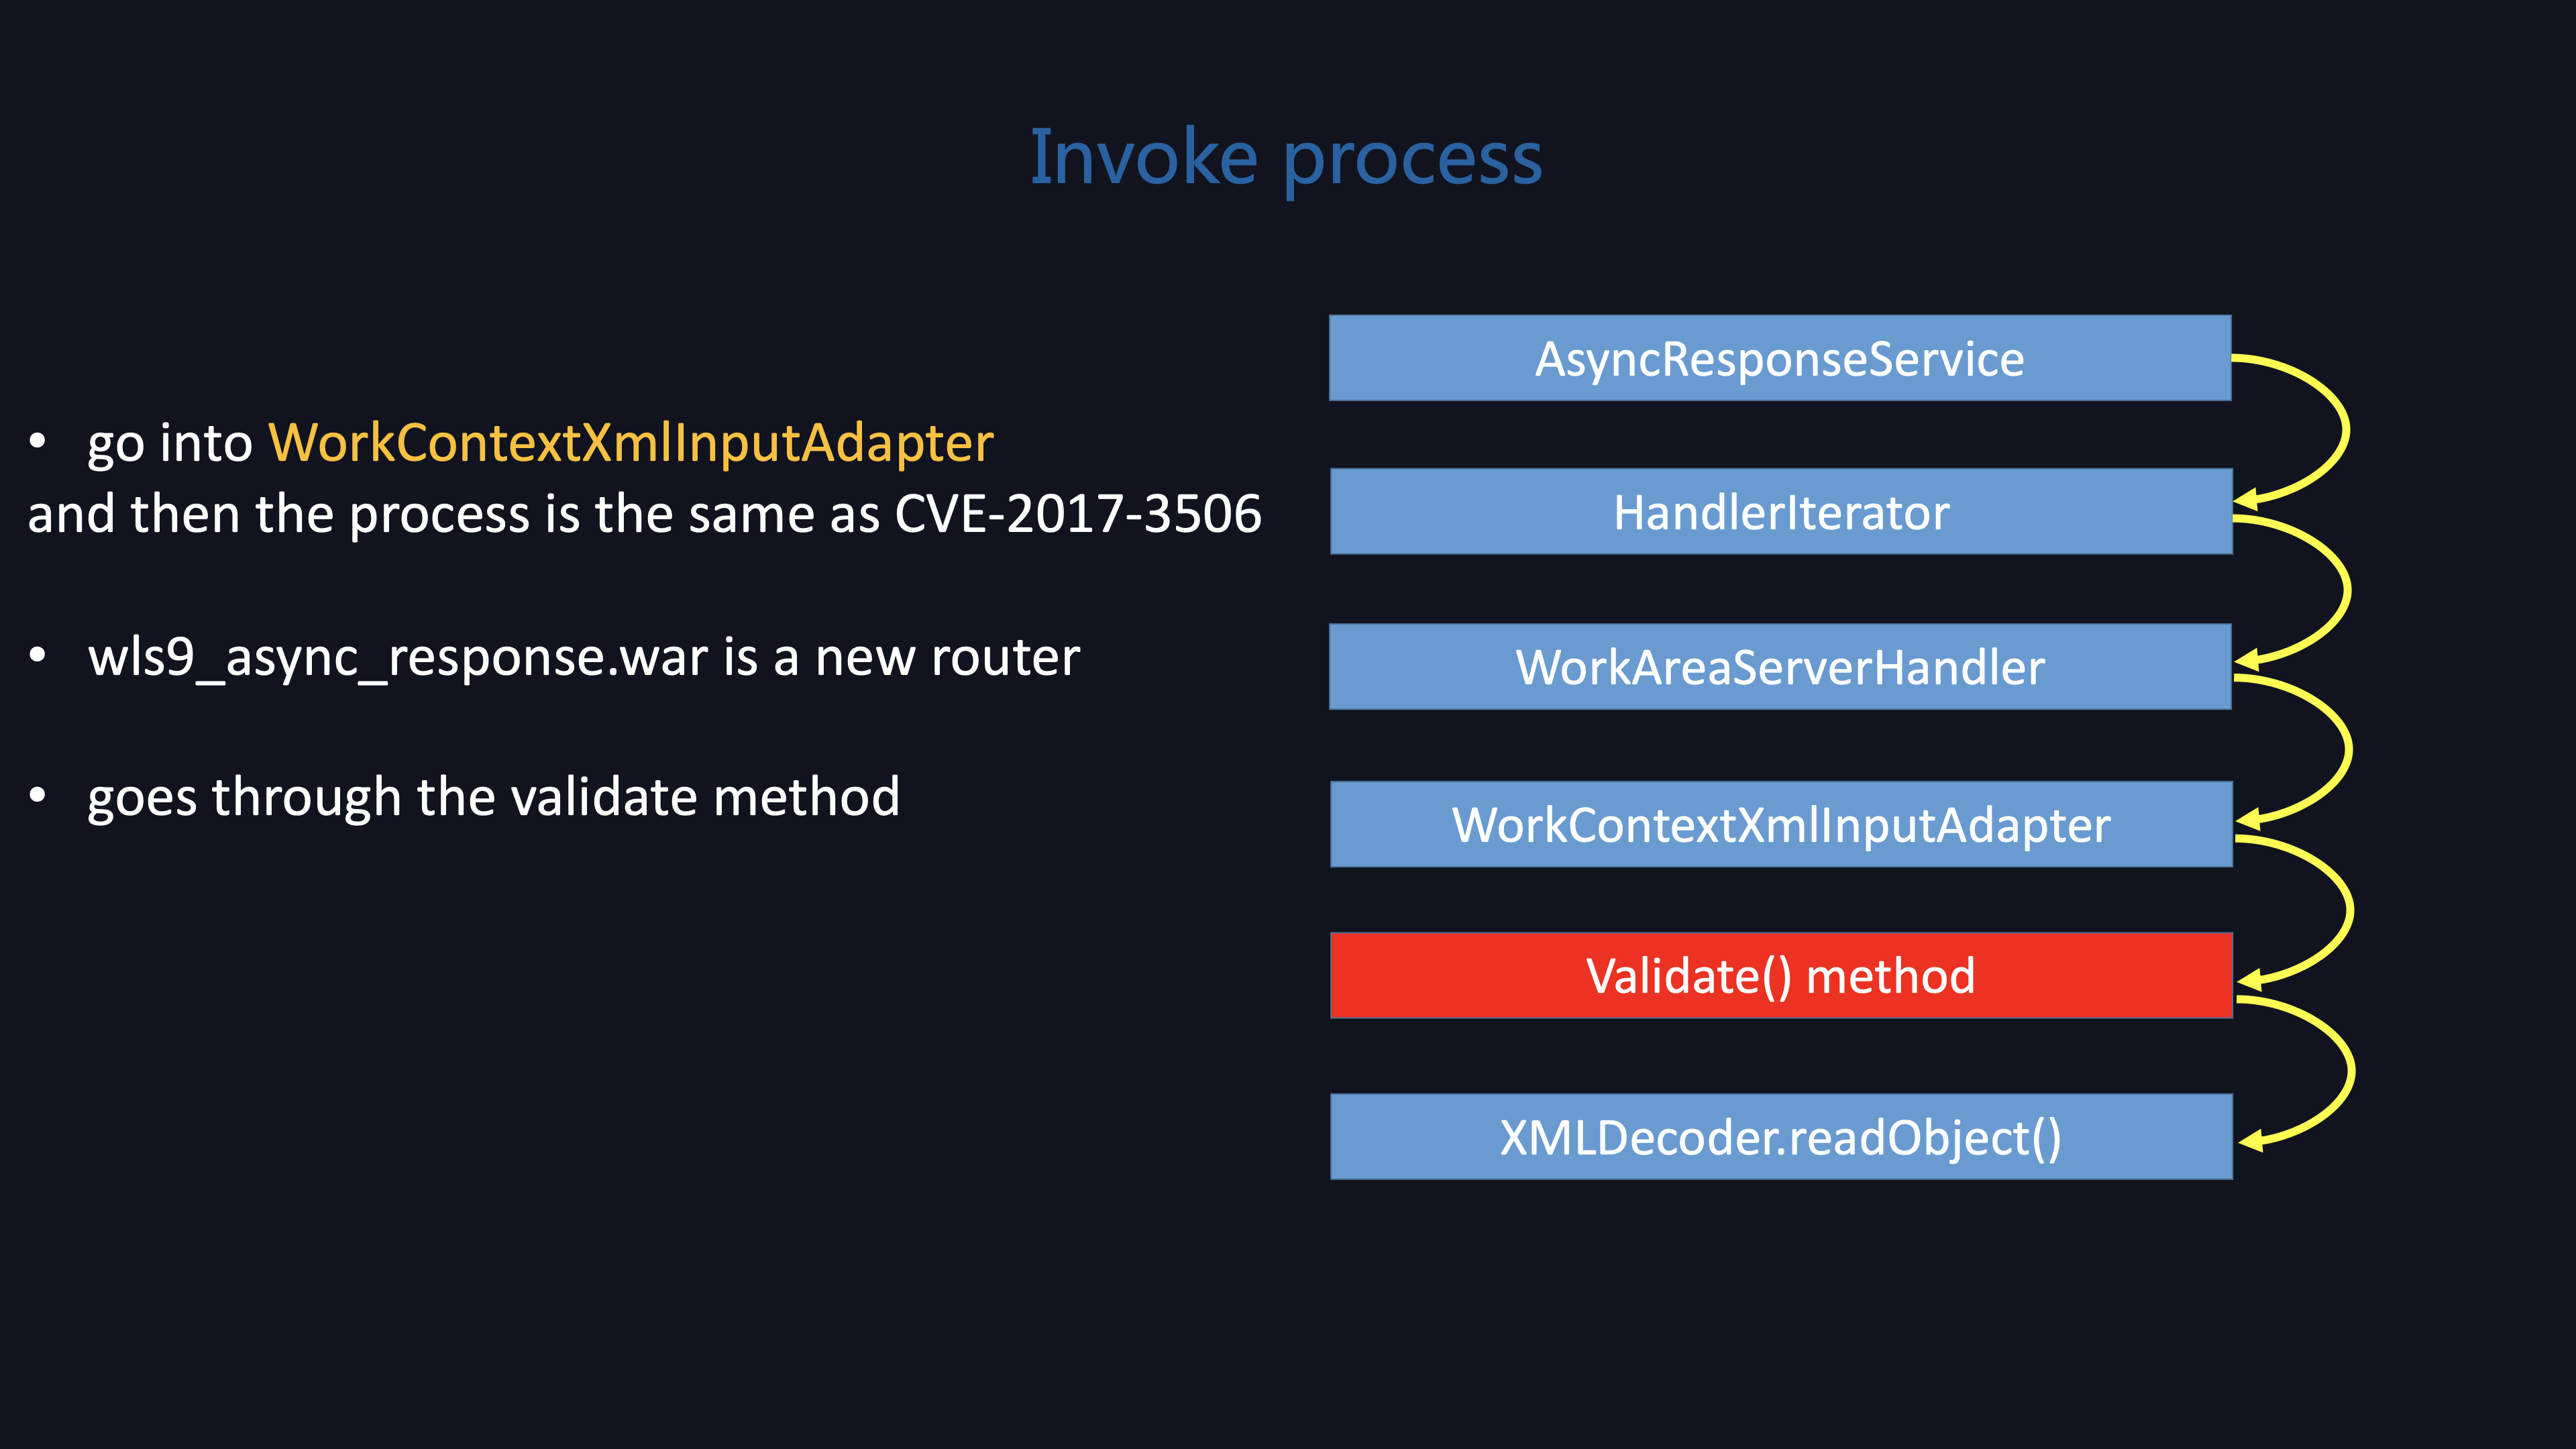 Invoke process
• go into WorkContextXmlInputAdapter
and then the process is the same as CVE-2017-3506
• wls9_async_response.war is a new router
• goes through the validate method
AsyncResponseService
HandlerIterator
WorkAreaServerHandler
WorkContextXmlInputAdapter
Validate() method
XMLDecoder.readObject()